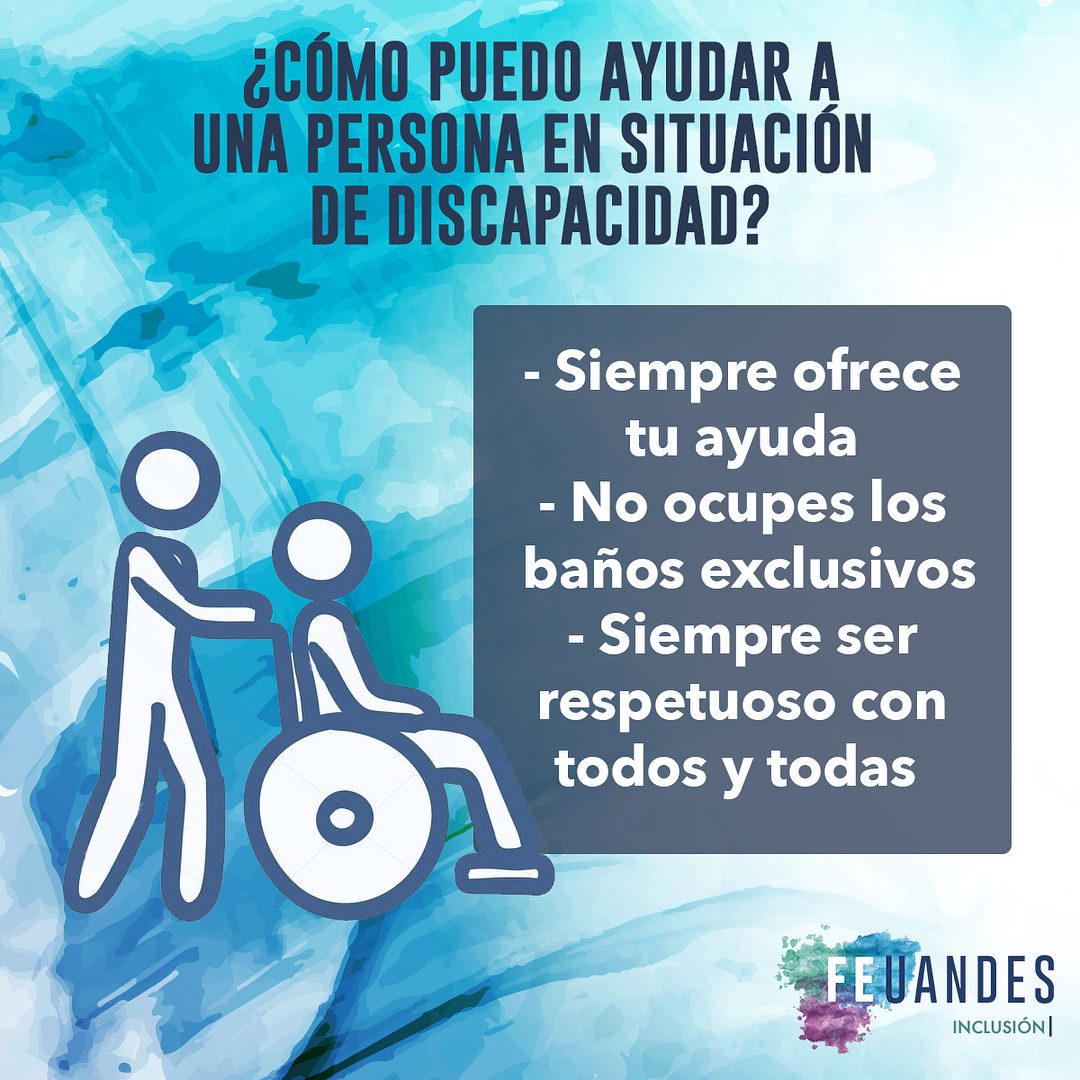 ¿CÓMO PUEDO AYUDAR A
UNA PERSONA EN SITUACIÓN
DE DISCAPACIDAD?
- Siempre ofrece
tu ayuda
- No ocupes los
baños exclusivos
- Siempre ser
respetuoso con
todos y todas
FEUANDES
INCLUSIÓN|